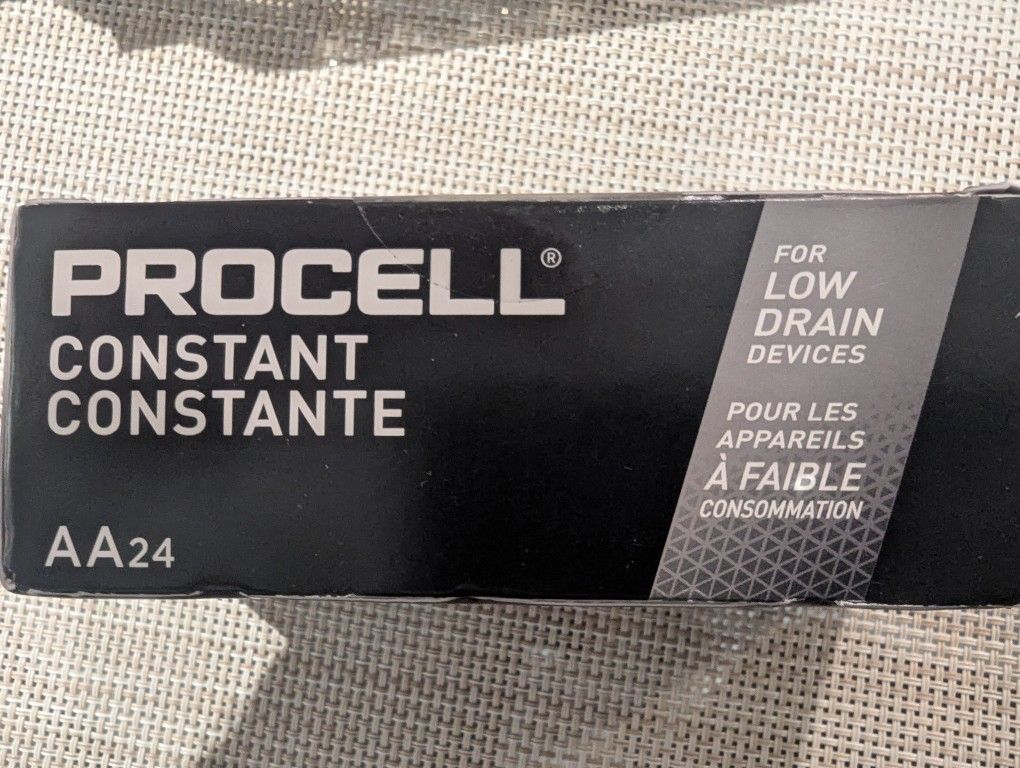 PROCELL®
CONSTANT
CONSTANTE
AA24
FOR
LOW
DRAIN
DEVICES
POUR LES
APPAREILS
À FAIBLE
CONSOMMATION